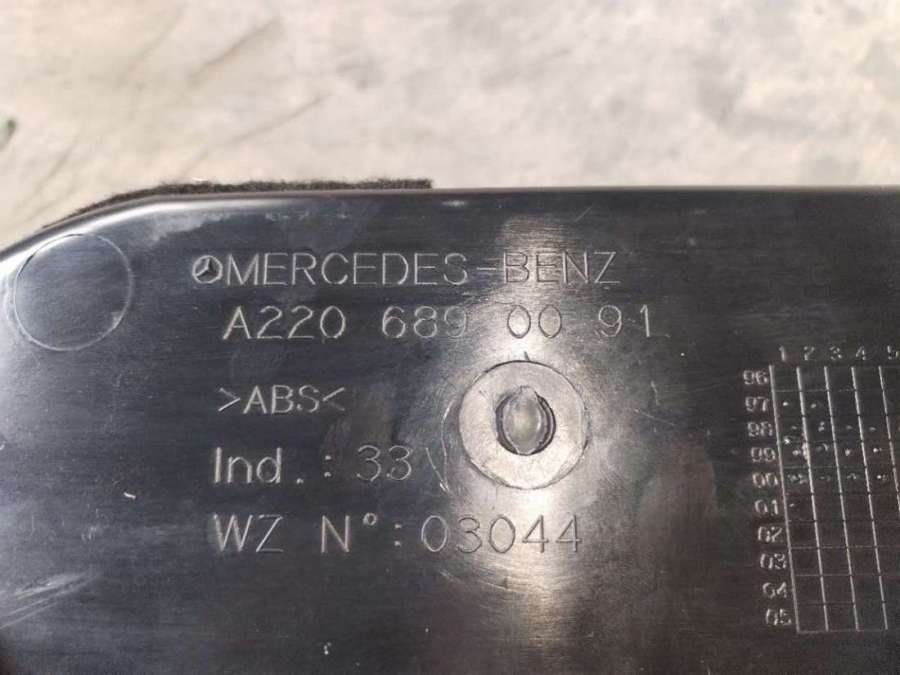 MERCEDES-BENZ
A220 689 00 91
>ABS<
Ind.:33
WZ N°:03044
1 2 3 4 5
96
97
98
99
00
01
02
03
04
05